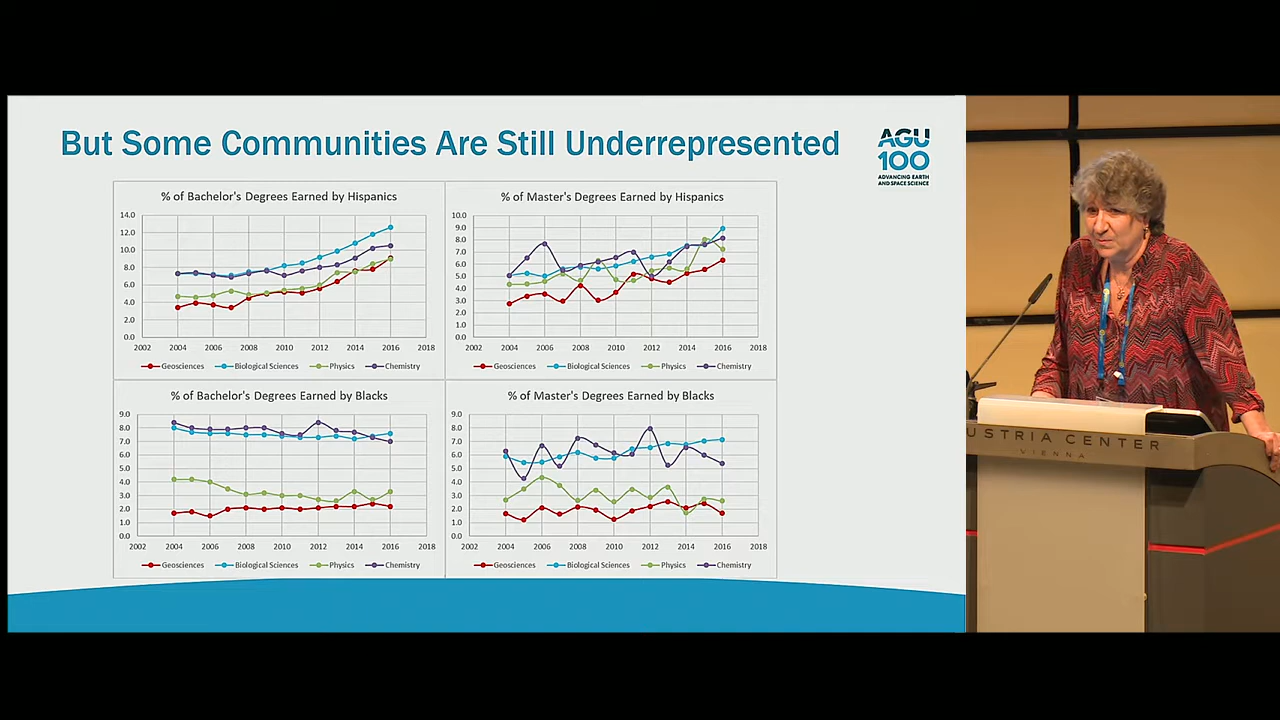 But Some Communities Are Still Underrepresented
AGU
100
ADVANCING EARTH
AND SPACE SCIENCE
% of Bachelor's Degrees Earned by Hispanics
14.0
12.0
10.0
8.0
6.0
4.0
2.0
0.0
2002 2004 2006 2008 2010 2012 2014 2016 2018
Geosciences Biological Sciences Physics Chemistry
% of Master's Degrees Earned by Hispanics
10.0
9.0
8.0
7.0
6.0
5.0
4.0
3.0
2.0
1.0
0.0
2002 2004 2006 2008 2010 2012 2014 2016 2018
Geosciences Biological Sciences Physics Chemistry
% of Bachelor's Degrees Earned by Blacks
9.0
8.0
7.0
6.0
5.0
4.0
3.0
2.0
1.0
0.0
2002 2004 2006 2008 2010 2012 2014 2016 2018
Geosciences Biological Sciences Physics Chemistry
% of Master's Degrees Earned by Blacks
9.0
8.0
7.0
6.0
5.0
4.0
3.0
2.0
1.0
0.0
2002 2004 2006 2008 2010 2012 2014 2016 2018
Geosciences Biological Sciences Physics Chemistry
USTRIA CENTER
VIENNA